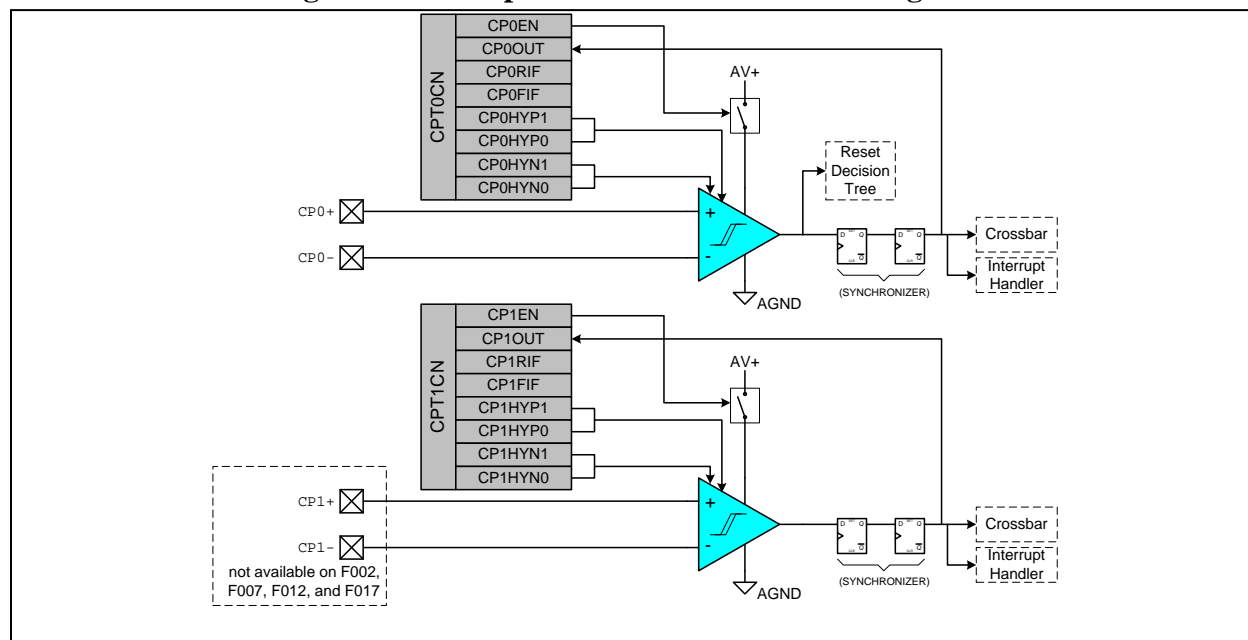 CP0EN
CP0OUT
CP0RIF
CP0FIF
CP0HYP1
CP0HYP0
CP0HYN1
CP0HYN0
CPT0CN
AV+
Reset
Decision
Tree
CP0+
CP0-
+
-
D
Q
Q
D
Q
Q
(SYNCHRONIZER)
Crossbar
Interrupt
Handler
AGND
CP1EN
CP1OUT
CP1RIF
CP1FIF
CP1HYP1
CP1HYP0
CP1HYN1
CP1HYN0
CPT1CN
AV+
CP1+
CP1-
not available on F002,
F007, F012, and F017
+
-
D
Q
Q
D
Q
Q
(SYNCHRONIZER)
Crossbar
Interrupt
Handler
AGND